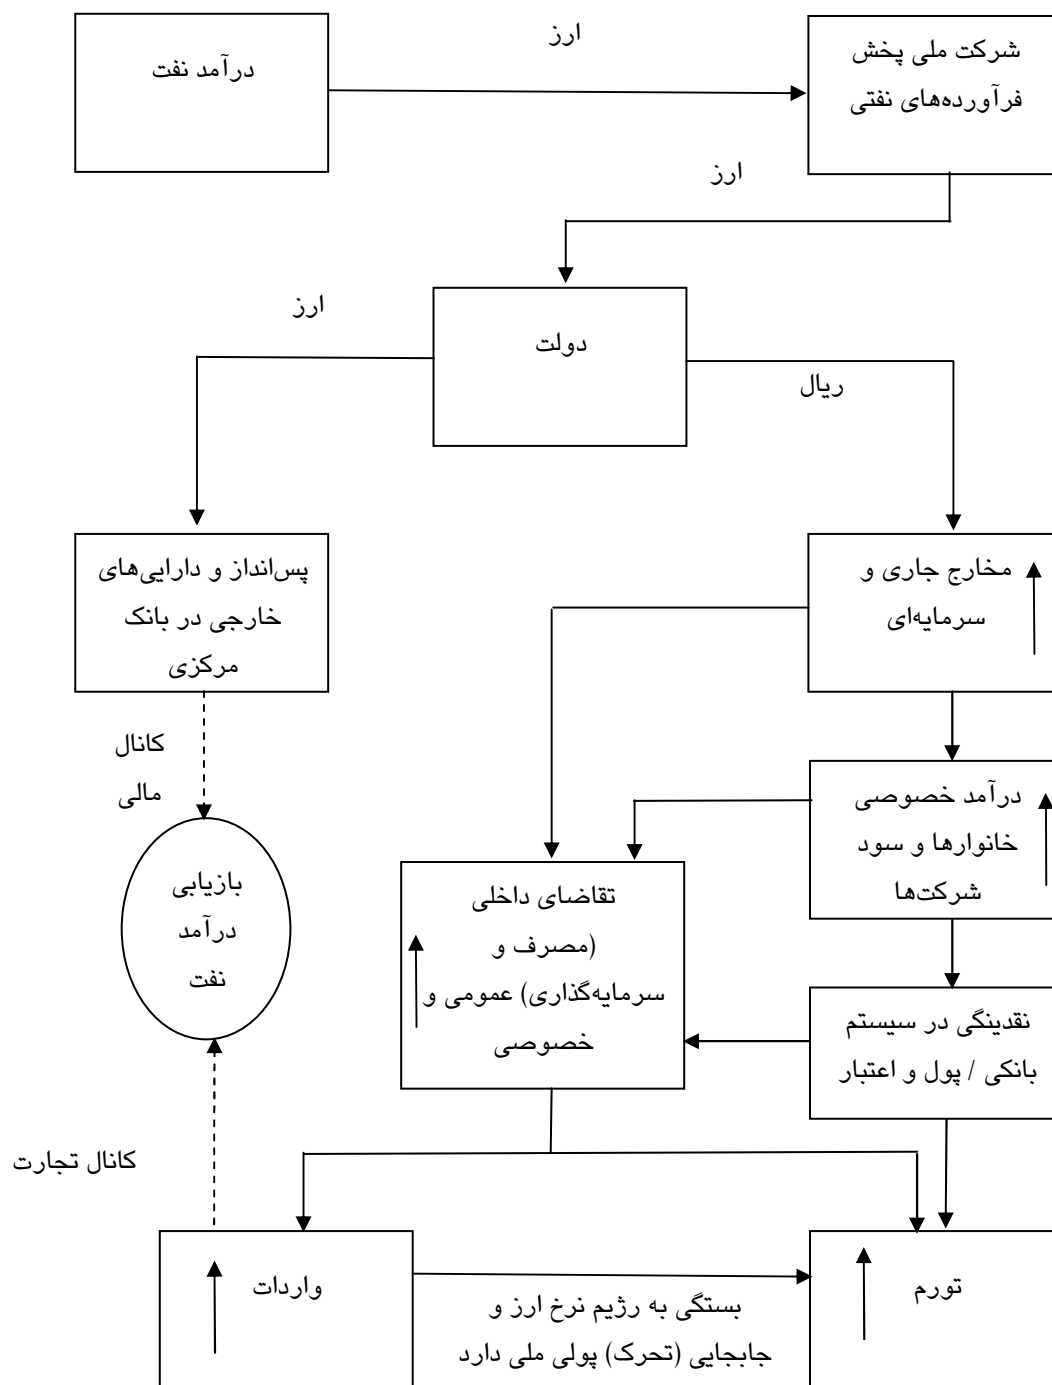 ارز
درآمد نفت
شرکت ملی پخش
فرآورده‌های نفتی
ارز
ارز
دولت
ریال
پس‌انداز و دارایی‌های
خارجی در بانک
مرکزی
مخارج جاری و
سرمایه‌ای
کانال
مالی
درآمد خصوصی
خانوارها و سود
شرکت‌ها
بازیابی
درآمد
نفت
تقاضای داخلی
(مصرف و
سرمایه‌گذاری) عمومی و
خصوصی
نقدینگی در سیستم
بانکی / پول و اعتبار
کانال تجارت
واردات
بستگی به رژیم نرخ ارز و
جابجایی (تحرک) پولی ملی دارد
تورم